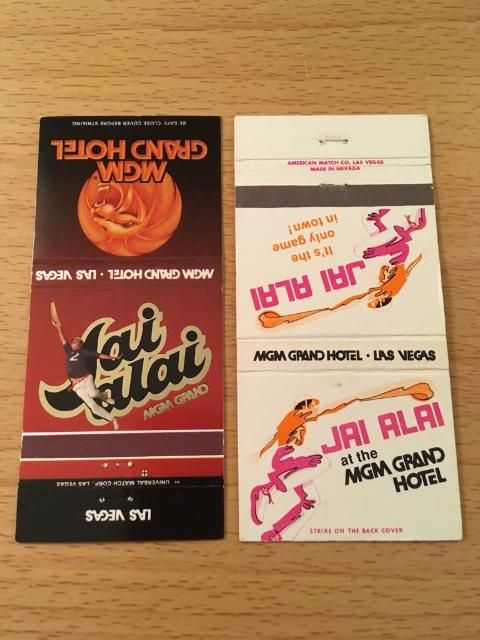 BE SAFE-CLOSE COVER BEFORE STRIKING
MGM
GRAND HOTEL
MGM GRAND HOTEL • LAS VEGAS
Jai
alai
MGM GRAND
2
UNIVERSAL MATCH CORP., LAS VEGAS
LAS VEGAS
AMERICAN MATCH CO. LAS VEGAS
MADE IN NEVADA
It's the
only game
in town!
JAI ALAI
MGM GRAND HOTEL • LAS VEGAS
JAI ALAI
at the
MGM GRAND
HOTEL
STRIKE ON THE BACK COVER